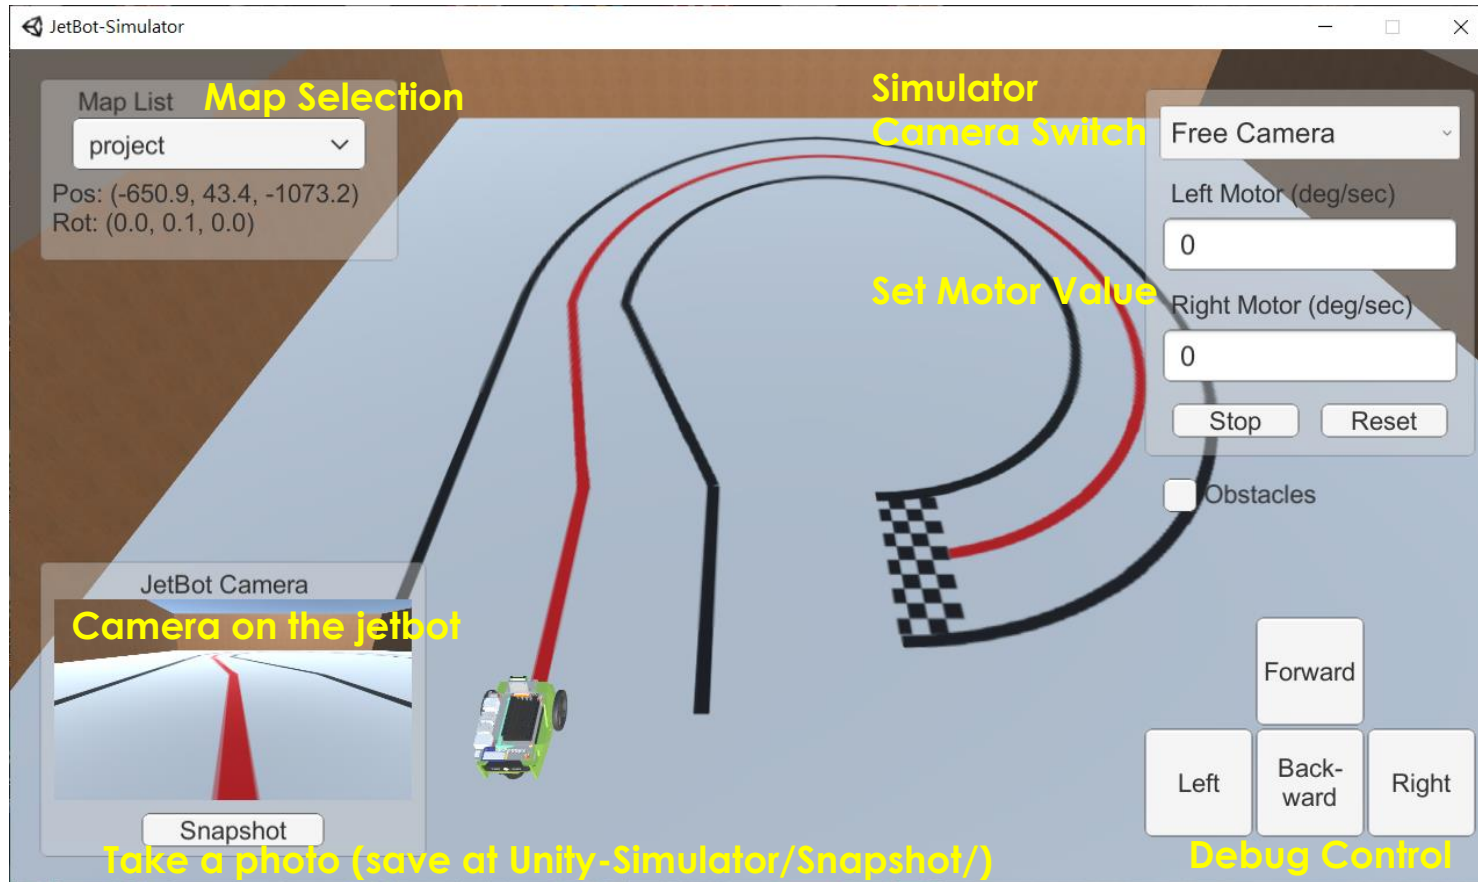 JetBot-Simulator
Map List
Map Selection
project
Pos: (-650.9, 43.4, -1073.2)
Rot: (0.0, 0.1, 0.0)
Simulator
Camera Switch
Free Camera
Left Motor (deg/sec)
0
Set Motor Value
Right Motor (deg/sec)
0
Stop
Reset
Obstacles
JetBot Camera
Camera on the jetbot
Snapshot
Take a photo (save at Unity-Simulator/Snapshot/)
Forward
Left
Back-
ward
Right
Debug Control